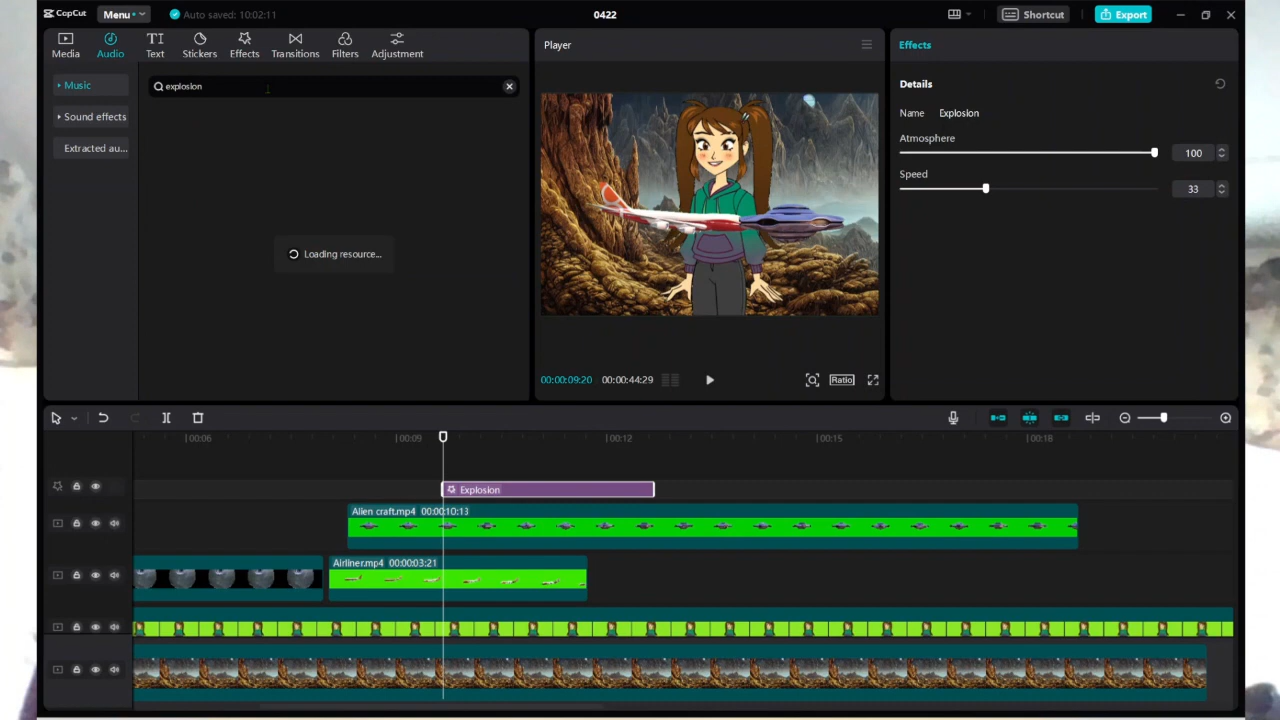 CapCut
Menu
Auto saved: 10:02:11
0422
Shortcut
Export
Media
Audio
Text
Stickers
Effects
Transitions
Filters
Adjustment
Music
Sound effects
Extracted au...
explosion
Loading resource...
Player
00:00:09:20
00:00:44:29
Ratio
Effects
Details
Name Explosion
Atmosphere
100
Speed
33
00:06
00:09
00:12
00:15
00:18
Explosion
Alien craft.mp4 00:00:10:13
Airliner.mp4 00:00:03:21